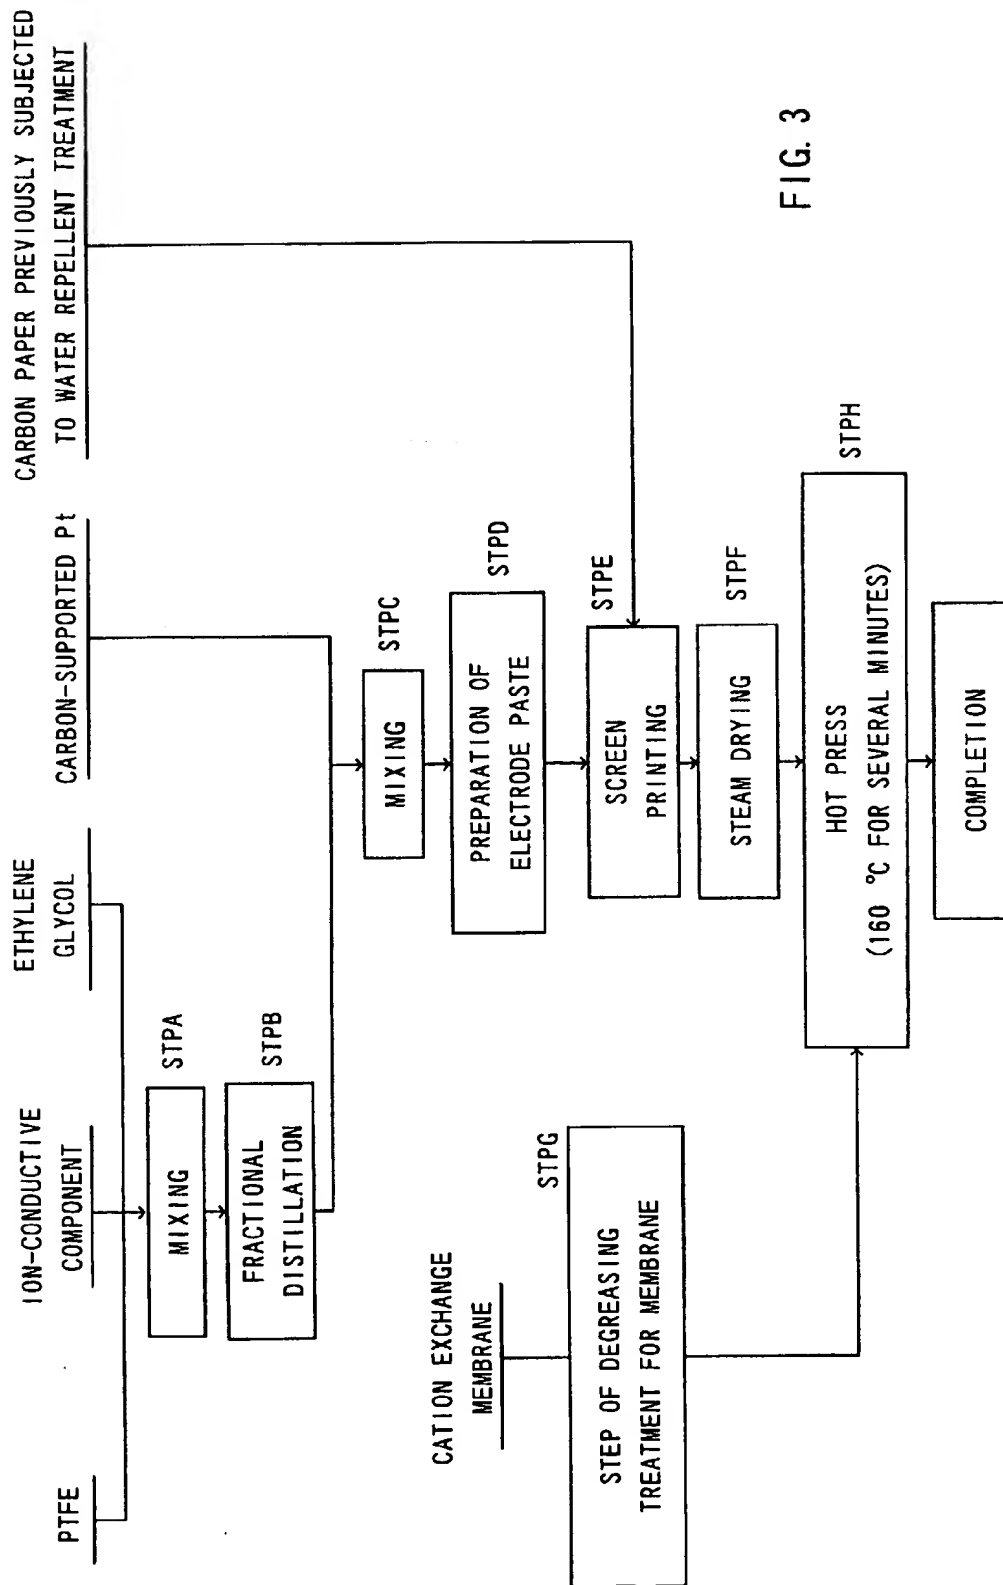 PTFE
ION-CONDUCTIVE
COMPONENT
ETHYLENE
GLYCOL
CARBON-SUPPORTED Pt
CARBON PAPER PREVIOUSLY SUBJECTED
TO WATER REPELLENT TREATMENT
STPA
MIXING
STPB
FRACTIONAL
DISTILLATION
STPC
MIXING
STPD
PREPARATION OF
ELECTRODE PASTE
CATION EXCHANGE
MEMBRANE
STPG
STEP OF DEGREASING
TREATMENT FOR MEMBRANE
STPE
SCREEN
PRINTING
STPF
STEAM DRYING
STPH
HOT PRESS
(160 °C FOR SEVERAL MINUTES)
COMPLETION
FIG. 3